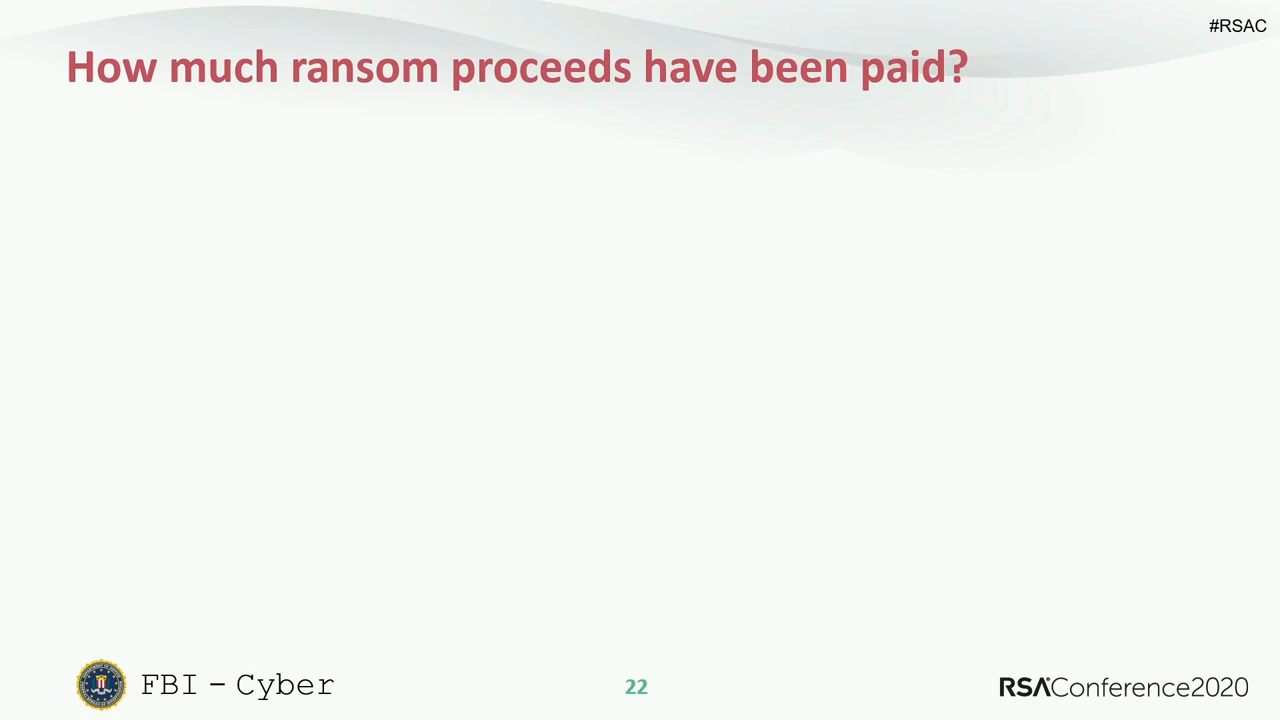 #RSAC
How much ransom proceeds have been paid?
FBI - Cyber
22
RSAConference2020